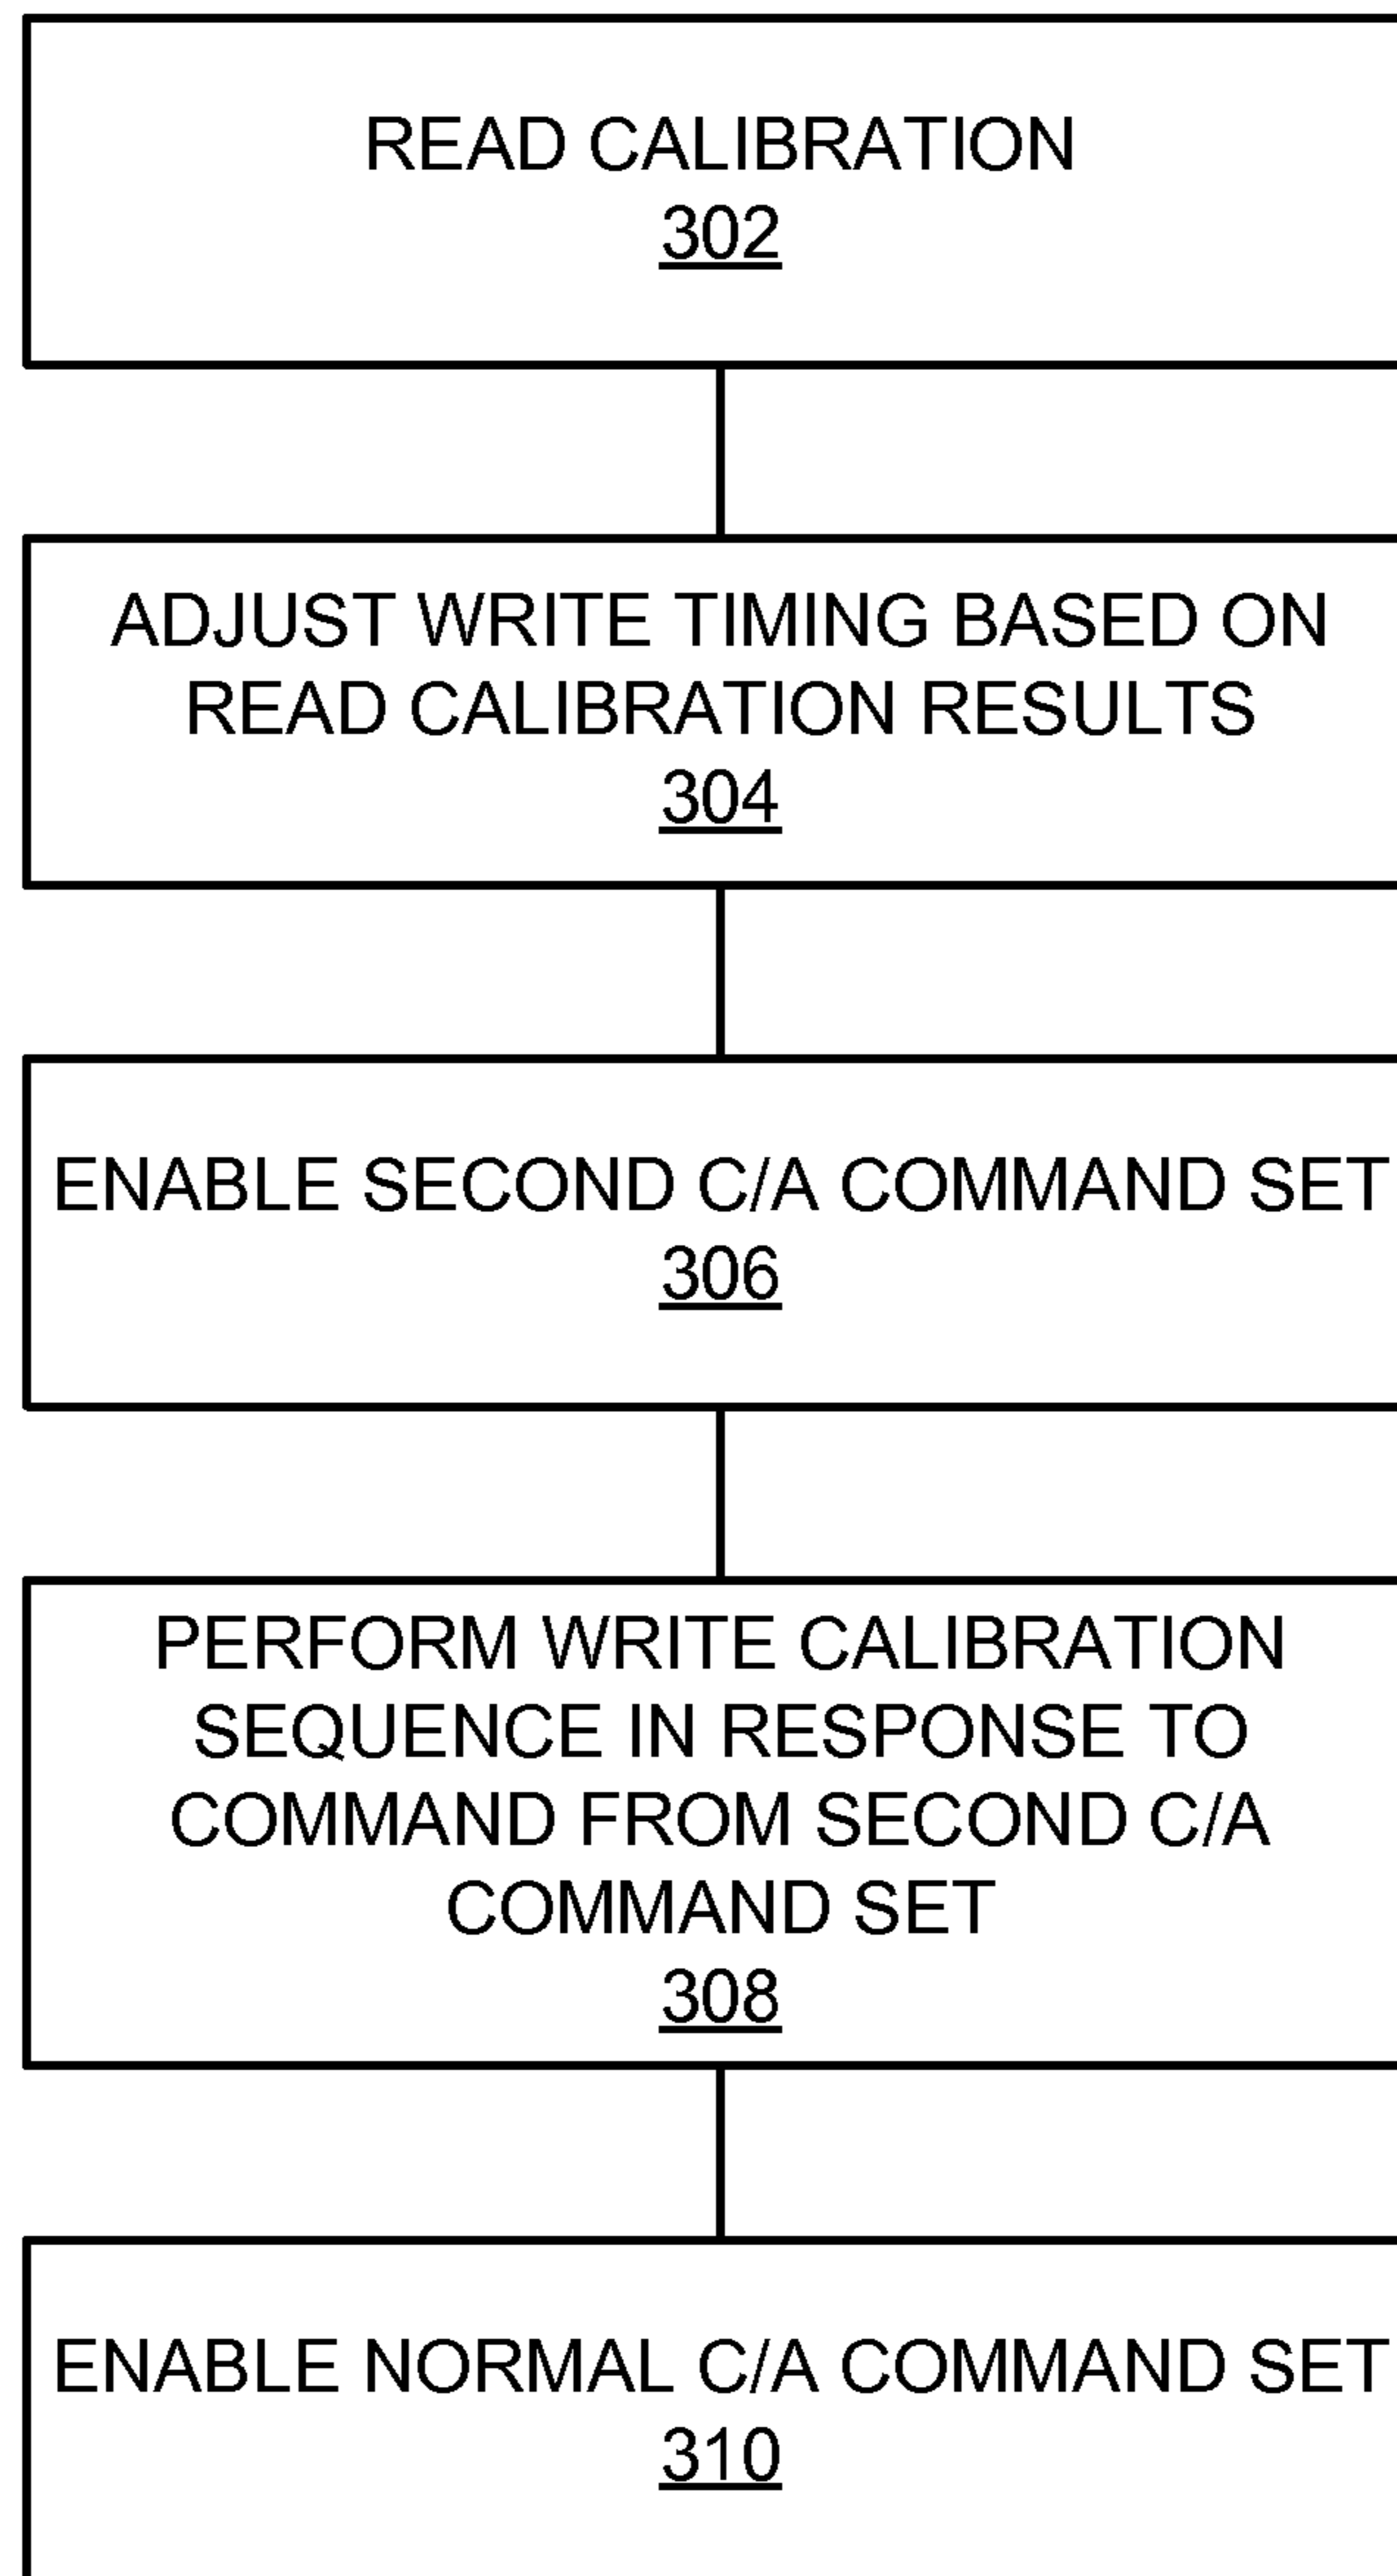 READ CALIBRATION
302
ADJUST WRITE TIMING BASED ON
READ CALIBRATION RESULTS
304
ENABLE SECOND C/A COMMAND SET
306
PERFORM WRITE CALIBRATION
SEQUENCE IN RESPONSE TO
COMMAND FROM SECOND C/A
COMMAND SET
308
ENABLE NORMAL C/A COMMAND SET
310